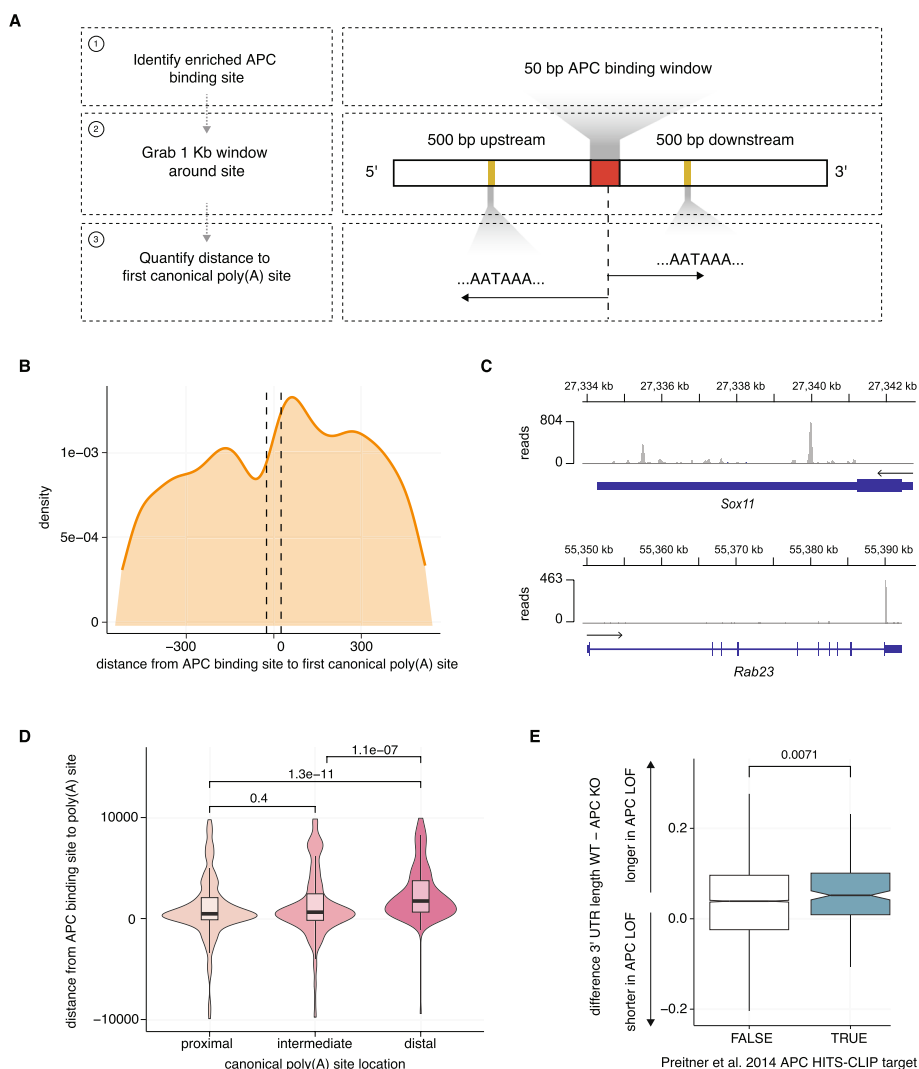 A
1
Identify enriched APC
binding site
50 bp APC binding window
2
Grab 1 Kb window
around site
500 bp upstream
500 bp downstream
5'
3'
3
Quantify distance to
first canonical poly(A) site
...AATAAA...
...AATAAA...
B
1e−03
5e−04
0
density
−300
0
300
distance from APC binding site to first canonical poly(A) site
C
27,334 kb
27,336 kb
27,338 kb
27,340 kb
27,342 kb
804
0
reads
Sox11
55,350 kb
55,360 kb
55,370 kb
55,380 kb
55,390 kb
463
0
reads
Rab23
D
distance from APC binding site to poly(A) site
1.1e−07
1.3e−11
0.4
10000
0
−10000
proximal
intermediate
distal
canonical poly(A) site location
E
difference 3' UTR length WT − APC KO
longer in APC LOF
shorter in APC LOF
0.0071
0.2
0.0
−0.2
FALSE
TRUE
Preitner et al. 2014 APC HITS-CLIP target